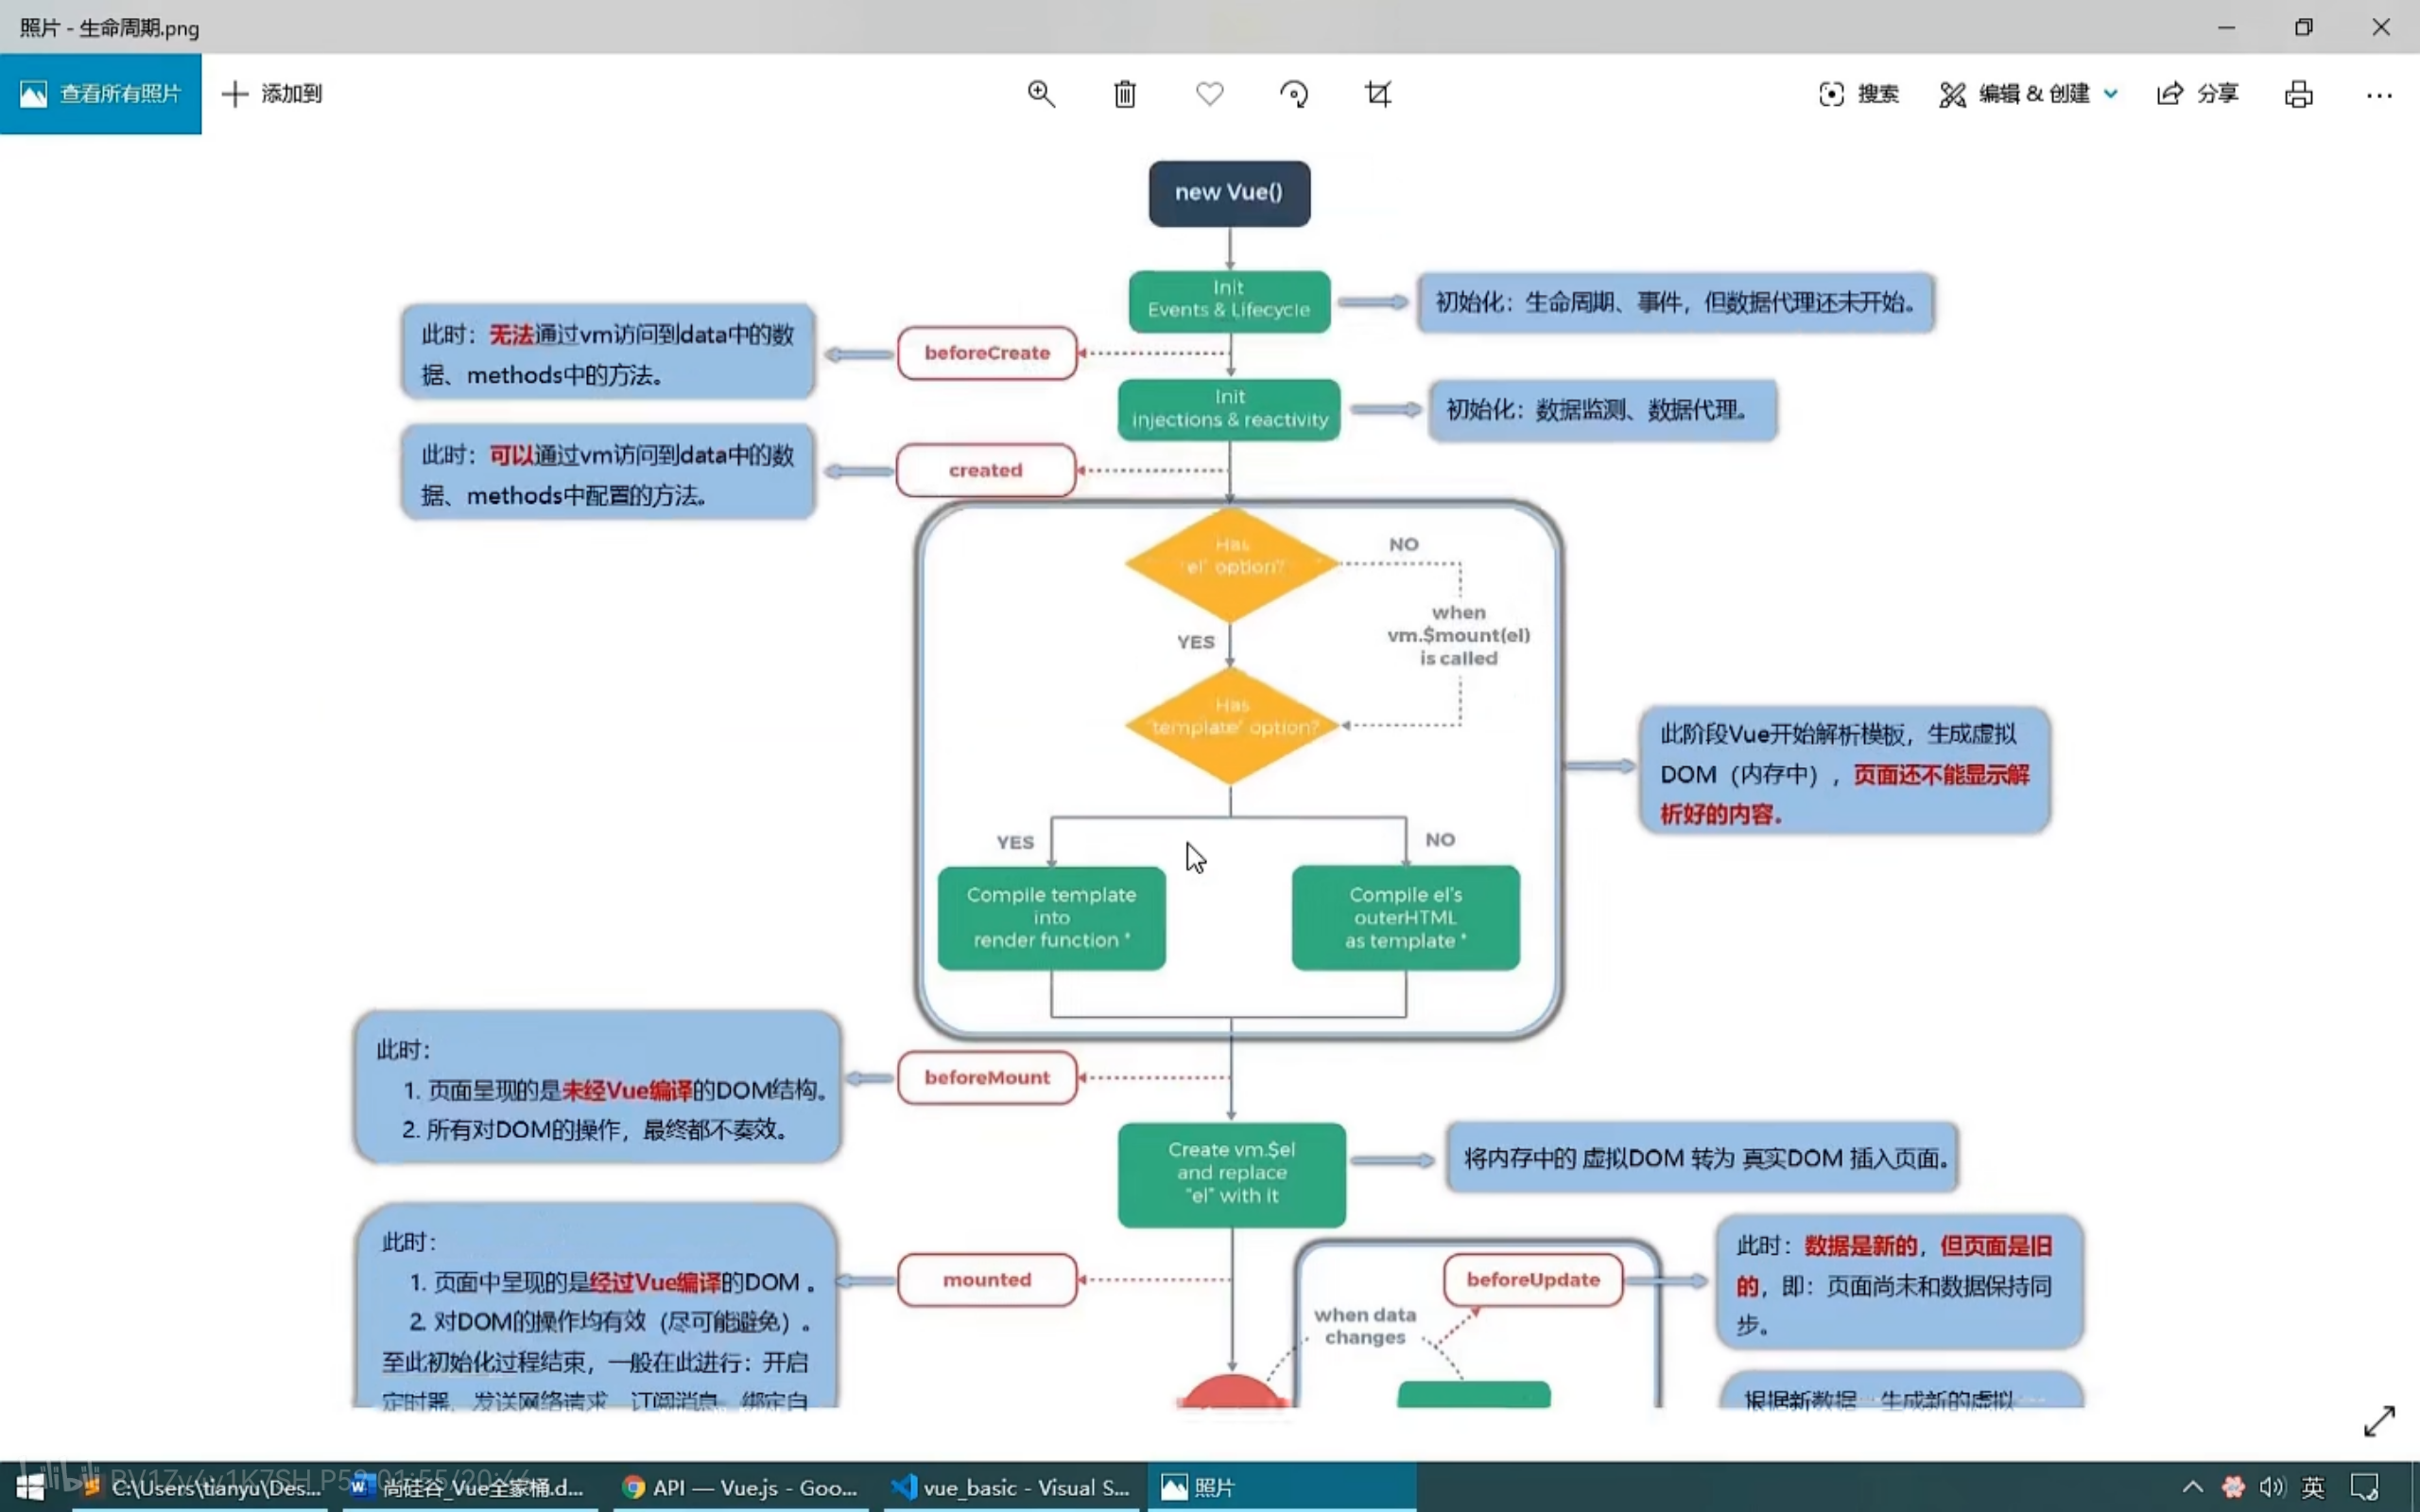 照片 - 生命周期.png
查看所有照片
添加到
搜索
编辑 & 创建
分享
new Vue()
Init
Events & Lifecycle
初始化：生命周期、事件，但数据代理还未开始。
此时：无法通过vm访问到data中的数
据、methods中的方法。
beforeCreate
Init
injections & reactivity
初始化：数据监测、数据代理。
此时：可以通过vm访问到data中的数
据、methods中配置的方法。
created
Has
"el" option?
NO
when
vm.$mount(el)
is called
YES
Has
"template" option?
此阶段Vue开始解析模板，生成虚拟
DOM（内存中），页面还不能显示解
析好的内容。
YES
NO
Compile template
into
render function *
Compile el's
outerHTML
as template *
此时：
1. 页面呈现的是未经Vue编译的DOM结构。
2. 所有对DOM的操作，最终都不奏效。
beforeMount
Create vm.$el
and replace
"el" with it
将内存中的 虚拟DOM 转为 真实DOM 插入页面。
此时：
1. 页面中呈现的是经过Vue编译的DOM 。
2. 对DOM的操作均有效（尽可能避免）。
至此初始化过程结束，一般在此进行：开启
定时器、发送网络请求、订阅消息、绑定自
mounted
beforeUpdate
when data
changes
此时：数据是新的，但页面是旧
的，即：页面尚未和数据保持同
步。
根据新数据，生成新的虚拟
C:\Users\tianyu\Des...
尚硅谷_Vue全家桶.d...
API — Vue.js - Goo...
vue_basic - Visual S...
照片
英